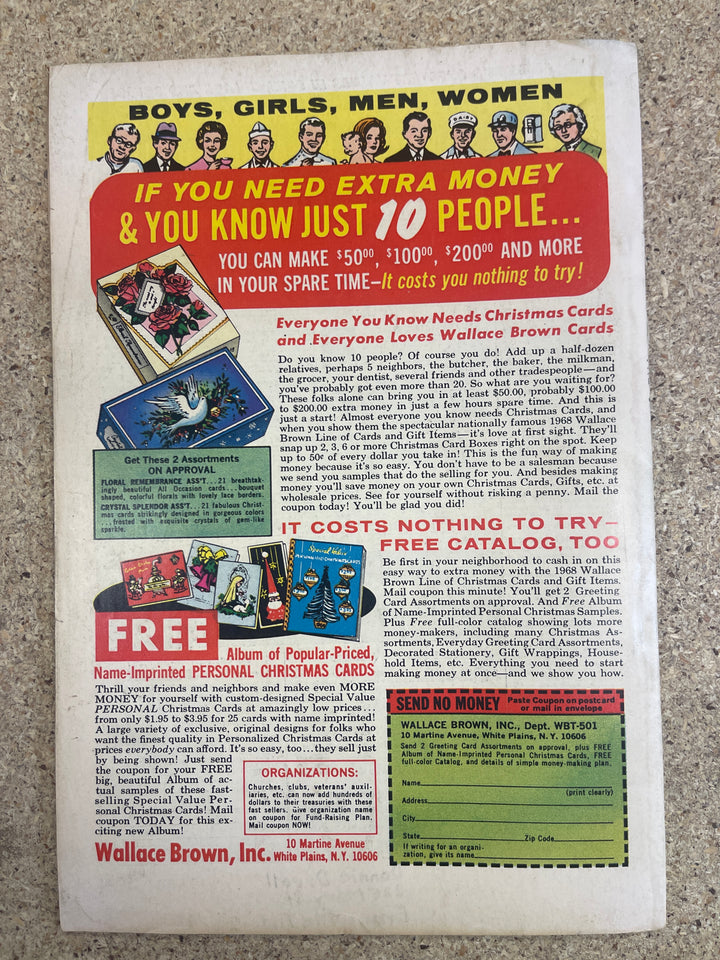 BOYS, GIRLS, MEN, WOMEN
DAIRY
IF YOU NEED EXTRA MONEY
& YOU KNOW JUST 10 PEOPLE...
YOU CAN MAKE $50⁰⁰, $100⁰⁰, $200⁰⁰ AND MORE
IN YOUR SPARE TIME—It costs you nothing to try!
Everyone You Know Needs Christmas Cards
and Everyone Loves Wallace Brown Cards
Do you know 10 people? Of course you do! Add up a half-dozen
relatives, perhaps 5 neighbors, the butcher, the baker, the milkman,
the grocer, your dentist, several friends and other tradespeople—and
you've probably got even more than 20. So what are you waiting for?
These folks alone can bring you in at least $50.00, probably $100.00
to $200.00 extra money in just a few hours spare time. And this is
just a start! Almost everyone you know needs Christmas Cards, and
when you show them the spectacular nationally famous 1968 Wallace
Brown Line of Cards and Gift Items—it's love at first sight. They'll
snap up 2, 3, 6 or more Christmas Card Boxes right on the spot. Keep
up to 50¢ of every dollar you take in! This is the fun way of making
money because it's so easy. You don't have to be a salesman because
we send you samples that do the selling for you. And besides making
money you'll save money on your own Christmas Cards, Gifts, etc. at
wholesale prices. See for yourself without risking a penny. Mail the
coupon today! You'll be glad you did!
Get These 2 Assortments
ON APPROVAL
FLORAL REMEMBRANCE ASS'T... 21 breathtak-
ingly beautiful All Occasion cards...bouquet
shaped, colorful florals with lovely lace borders.
CRYSTAL SPLENDOR ASS'T... 21 fabulous Christ-
mas cards strikingly designed in gorgeous colors
...frosted with exquisite crystals of gem-like
sparkle.
IT COSTS NOTHING TO TRY—
FREE CATALOG, TOO
Be first in your neighborhood to cash in on this
easy way to extra money with the 1968 Wallace
Brown Line of Christmas Cards and Gift Items.
Mail coupon this minute! You'll get 2 Greeting
Card Assortments on approval. And Free Album
of Name-Imprinted Personal Christmas Samples.
Plus Free full-color catalog showing lots more
money-makers, including many Christmas As-
sortments, Everyday Greeting Card Assortments,
Decorated Stationery, Gift Wrappings, House-
hold Items, etc. Everything you need to start
making money at once—and we show you how.
Special Value
PERSONAL CHRISTMAS CARDS
FREE
Album of Popular-Priced,
Name-Imprinted PERSONAL CHRISTMAS CARDS
Thrill your friends and neighbors and make even MORE
MONEY for yourself with custom-designed Special Value
PERSONAL Christmas Cards at amazingly low prices...
from only $1.95 to $3.95 for 25 cards with name imprinted!
A large variety of exclusive, original designs for folks who
want the finest quality in Personalized Christmas Cards at
prices everybody can afford. It's so easy, too...they sell just
by being shown! Just send
the coupon for your FREE
big, beautiful Album of ac-
tual samples of these fast-
selling Special Value Per-
sonal Christmas Cards! Mail
coupon TODAY for this ex-
citing new Album!
ORGANIZATIONS:
Churches, clubs, veterans' auxil-
iaries, etc. can now add hundreds of
dollars to their treasuries with these
fast sellers. Give organization name
on coupon for Fund-Raising Plan.
Mail coupon NOW!
Wallace Brown, Inc. 10 Martine Avenue
White Plains, N.Y. 10606
SEND NO MONEY Paste Coupon on postcard
or mail in envelope
WALLACE BROWN, INC., Dept. WBT-501
10 Martine Avenue, White Plains, N.Y. 10606
Send 2 Greeting Card Assortments on approval, plus FREE
Album of Name-Imprinted Personal Christmas Cards, FREE
full-color Catalog, and details of simple money-making plan.
Name
(print clearly)
Address
City
State Zip Code
If writing for an organi-
zation, give its name